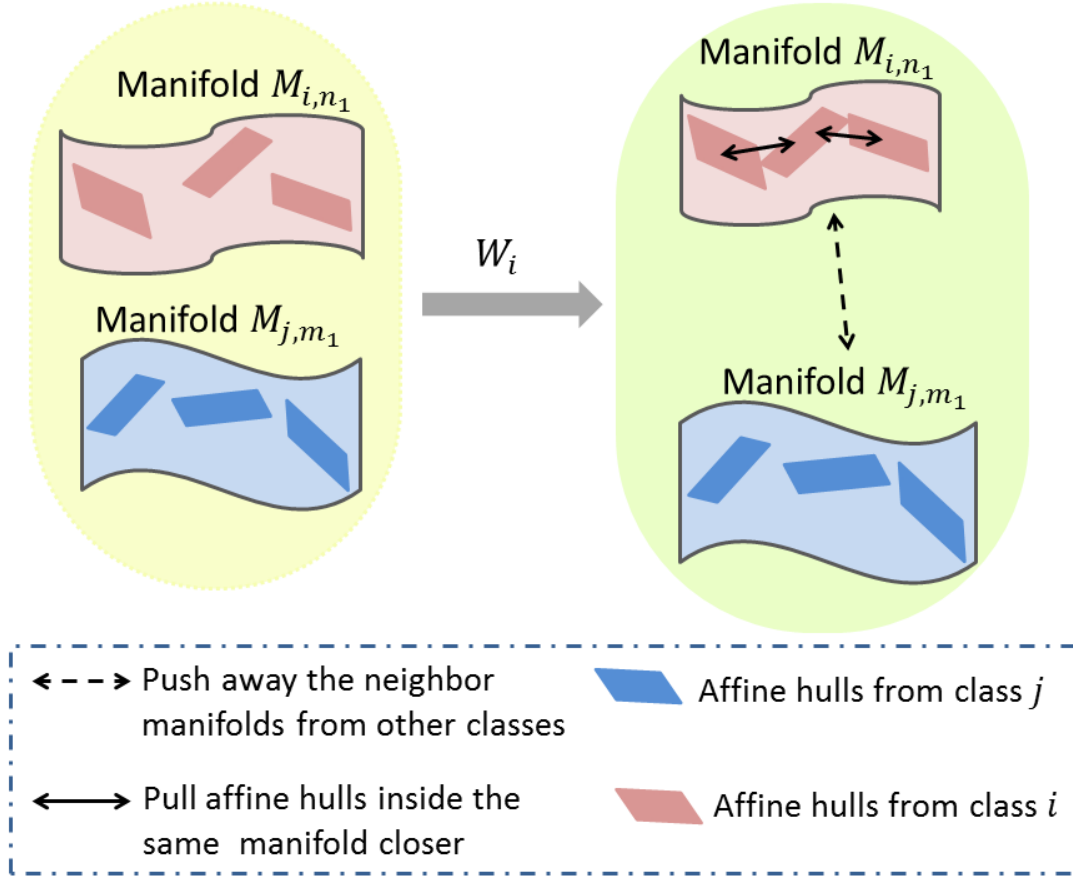 Manifold $M_{i,n_1}$
Manifold $M_{j,m_1}$
$W_i$
Manifold $M_{i,n_1}$
Manifold $M_{j,m_1}$
Push away the neighbor
manifolds from other classes
Affine hulls from class $j$
Pull affine hulls inside the
same manifold closer
Affine hulls from class $i$